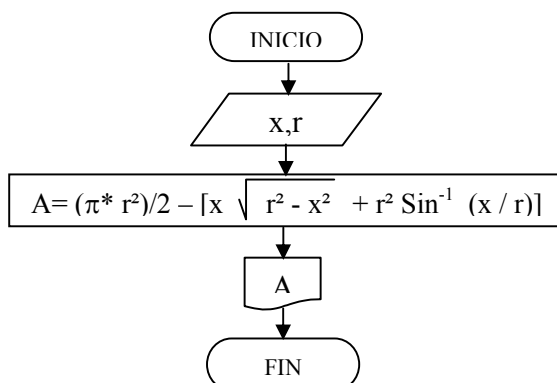 INICIO
x,r
A= (π* r²)/2 – [x √ r² - x² + r² Sin⁻¹ (x / r)]
A
FIN